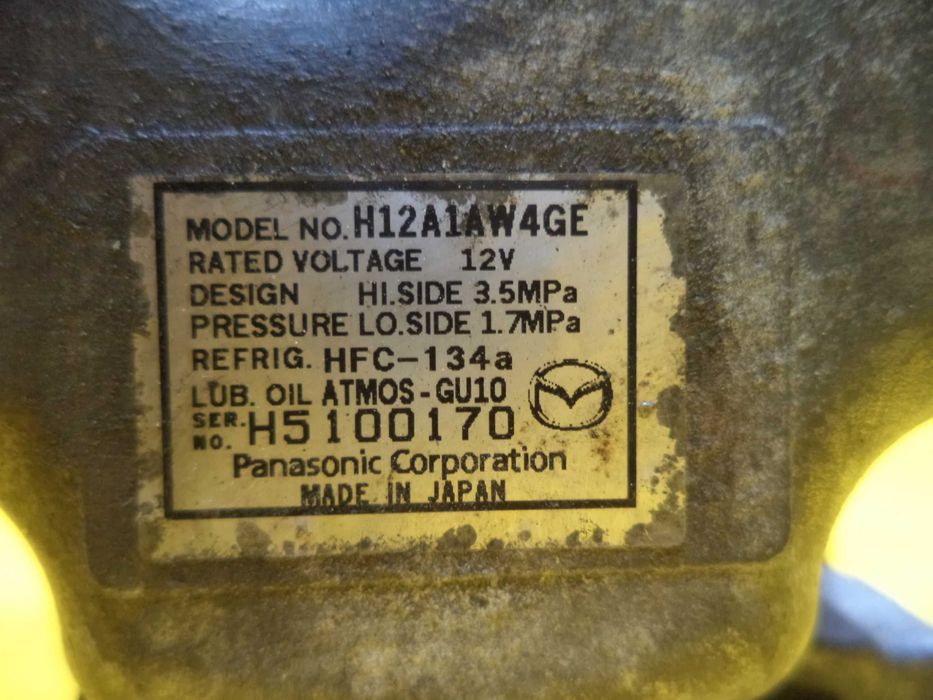 MODEL NO. H12A1AW4GE
RATED VOLTAGE 12V
DESIGN HI.SIDE 3.5MPa
PRESSURE LO.SIDE 1.7MPa
REFRIG. HFC-134a
LUB. OIL ATMOS-GU10
SER. NO. H5100170
Panasonic Corporation
MADE IN JAPAN